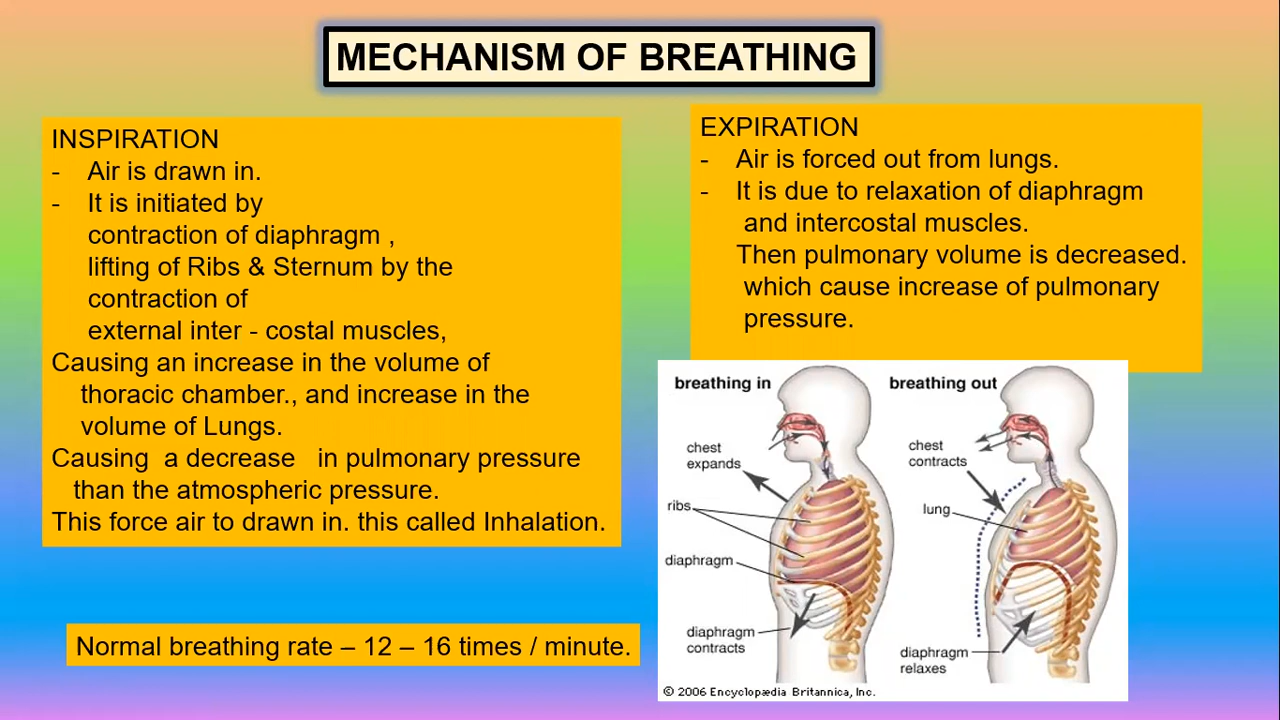 MECHANISM OF BREATHING
INSPIRATION
- Air is drawn in.
- It is initiated by
contraction of diaphragm ,
lifting of Ribs & Sternum by the
contraction of
external inter - costal muscles,
Causing an increase in the volume of
thoracic chamber., and increase in the
volume of Lungs.
Causing a decrease in pulmonary pressure
than the atmospheric pressure.
This force air to drawn in. this called Inhalation.
Normal breathing rate – 12 – 16 times / minute.
EXPIRATION
- Air is forced out from lungs.
- It is due to relaxation of diaphragm
and intercostal muscles.
Then pulmonary volume is decreased.
which cause increase of pulmonary
pressure.
breathing in
chest
expands
ribs
diaphragm
diaphragm
contracts
breathing out
chest
contracts
lung
diaphragm
relaxes
© 2006 Encyclopædia Britannica, Inc.